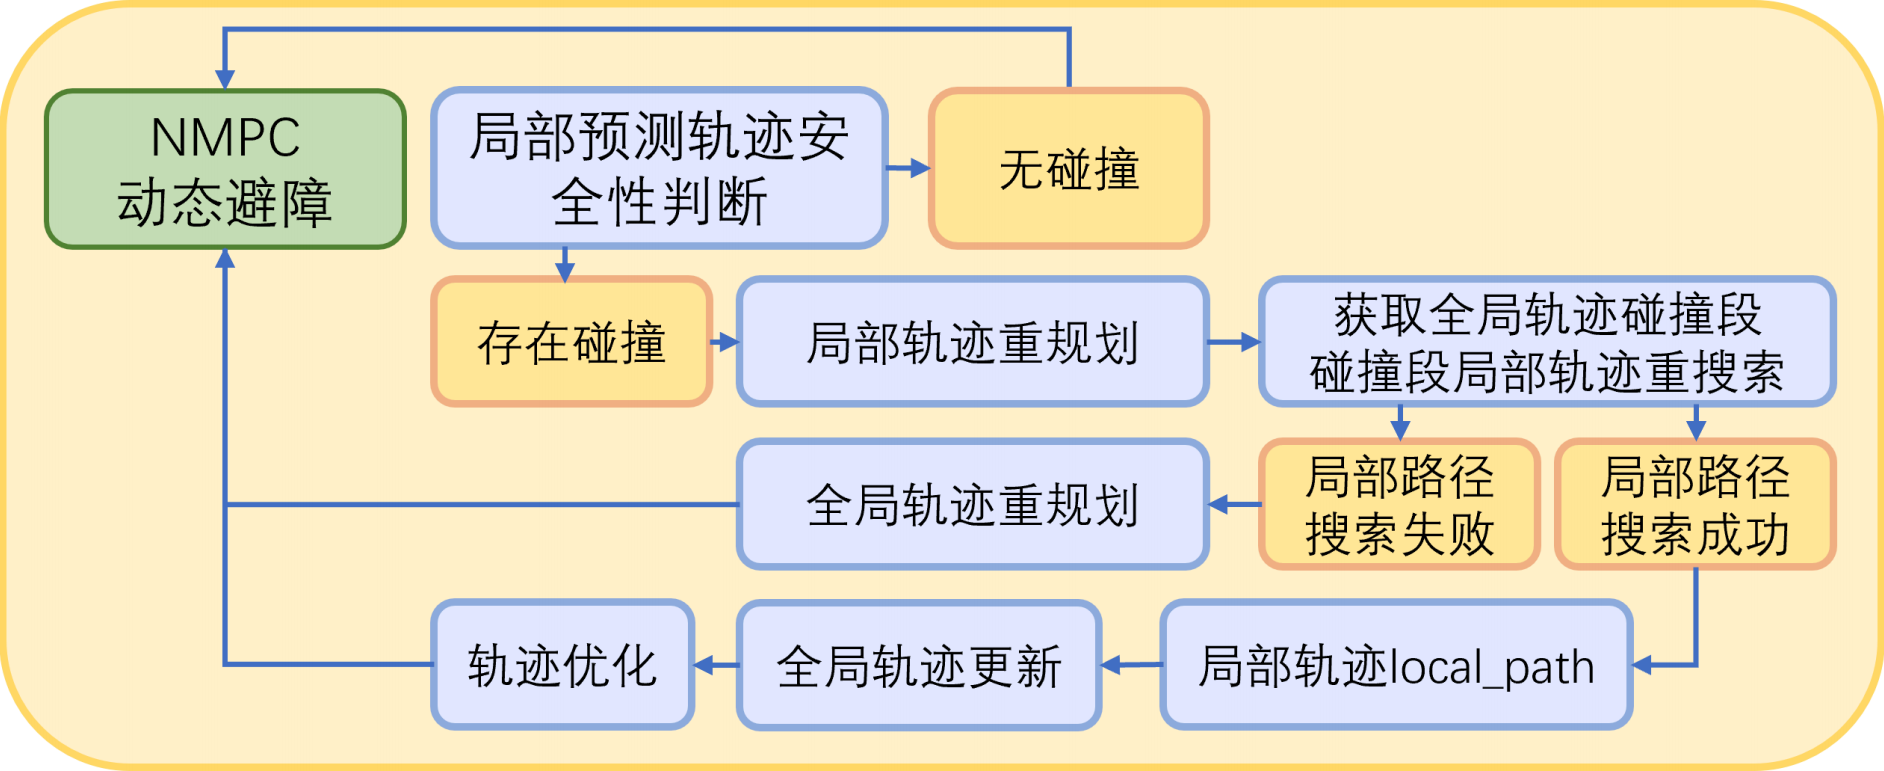 NMPC
动态避障
局部预测轨迹安
全性判断
无碰撞
存在碰撞
局部轨迹重规划
获取全局轨迹碰撞段
碰撞段局部轨迹重搜索
全局轨迹重规划
局部路径
搜索失败
局部路径
搜索成功
轨迹优化
全局轨迹更新
局部轨迹local_path